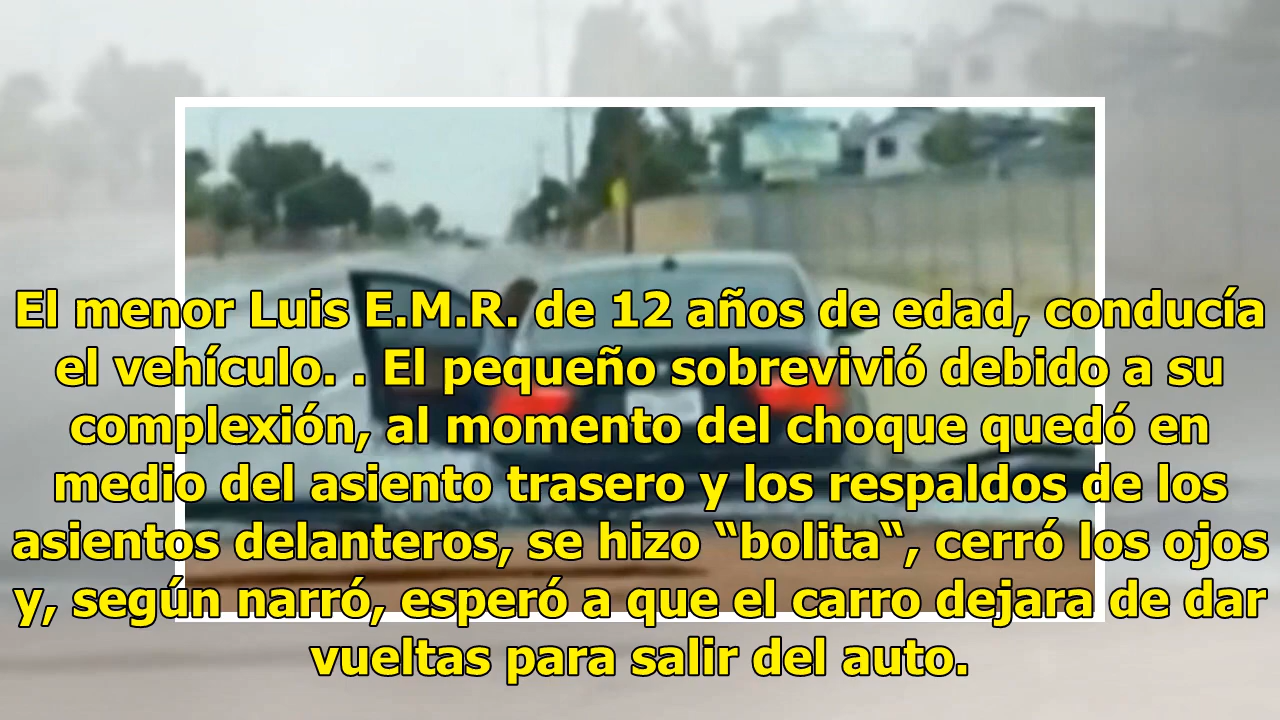 El menor Luis E.M.R. de 12 años de edad, conducía
el vehículo. . El pequeño sobrevivió debido a su
complexión, al momento del choque quedó en
medio del asiento trasero y los respaldos de los
asientos delanteros, se hizo “bolita“, cerró los ojos
y, según narró, esperó a que el carro dejara de dar
vueltas para salir del auto.